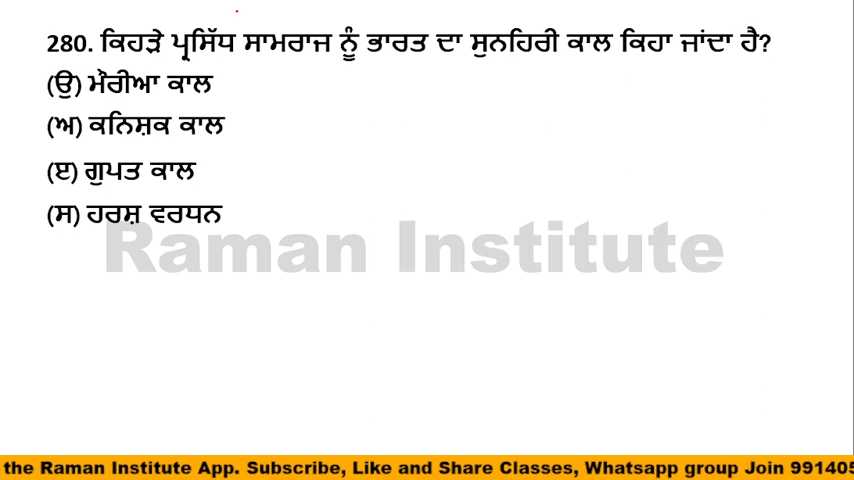 280. ਕਿਹੜੇ ਪ੍ਰਸਿੱਧ ਸਾਮਰਾਜ ਨੂੰ ਭਾਰਤ ਦਾ ਸੁਨਹਿਰੀ ਕਾਲ ਕਿਹਾ ਜਾਂਦਾ ਹੈ?
(ਉ) ਮੌਰੀਆ ਕਾਲ
(ਅ) ਕਨਿਸ਼ਕ ਕਾਲ
(ੲ) ਗੁਪਤ ਕਾਲ
(ਸ) ਹਰਸ਼ ਵਰਧਨ
Raman Institute
the Raman Institute App. Subscribe, Like and Share Classes, Whatsapp group Join 991405